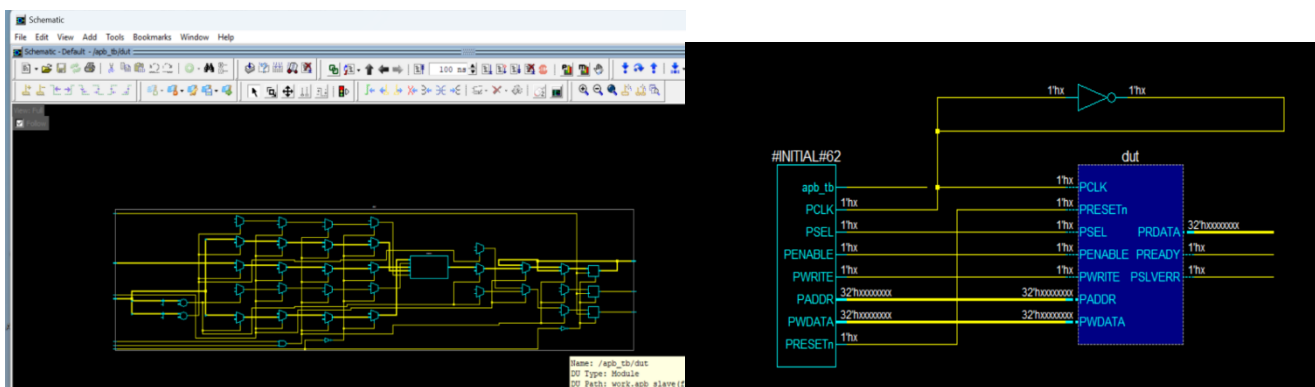 Schematic
File Edit View Add Tools Bookmarks Window Help
Schematic - Default - /apb_tb/dut
100 ns
Name: /apb_tb/dut
DU Type: Module
DU Path: work.apb_slave(f
1'hx 1'hx
#INITIAL#62 dut
apb_tb 1'hx PCLK
PCLK 1'hx 1'hx PRESETn
PSEL 1'hx 1'hx PSEL PRDATA 32'hxxxxxxxx
PENABLE 1'hx 1'hx PENABLE PREADY 1'hx
PWRITE 1'hx 1'hx PWRITE PSLVERR 1'hx
PADDR 32'hxxxxxxxx 32'hxxxxxxxx PADDR
PWDATA 32'hxxxxxxxx 32'hxxxxxxxx PWDATA
PRESETn 1'hx